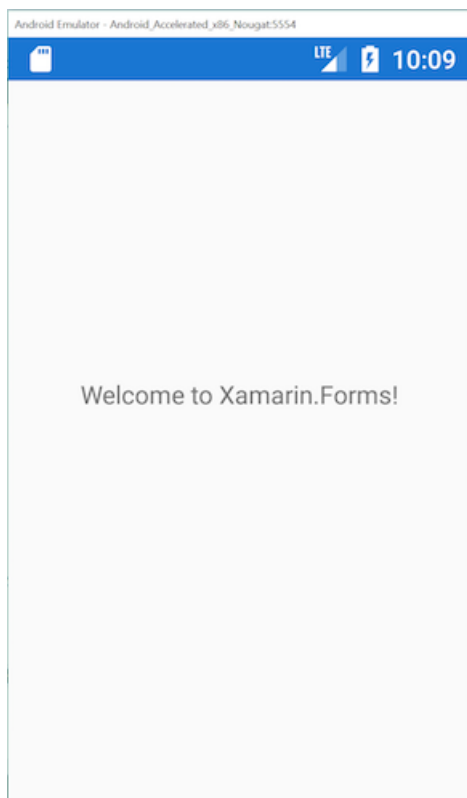 Android Emulator - Android_Accelerated_x86_Nougat:5554
LTE 10:09
Welcome to Xamarin.Forms!